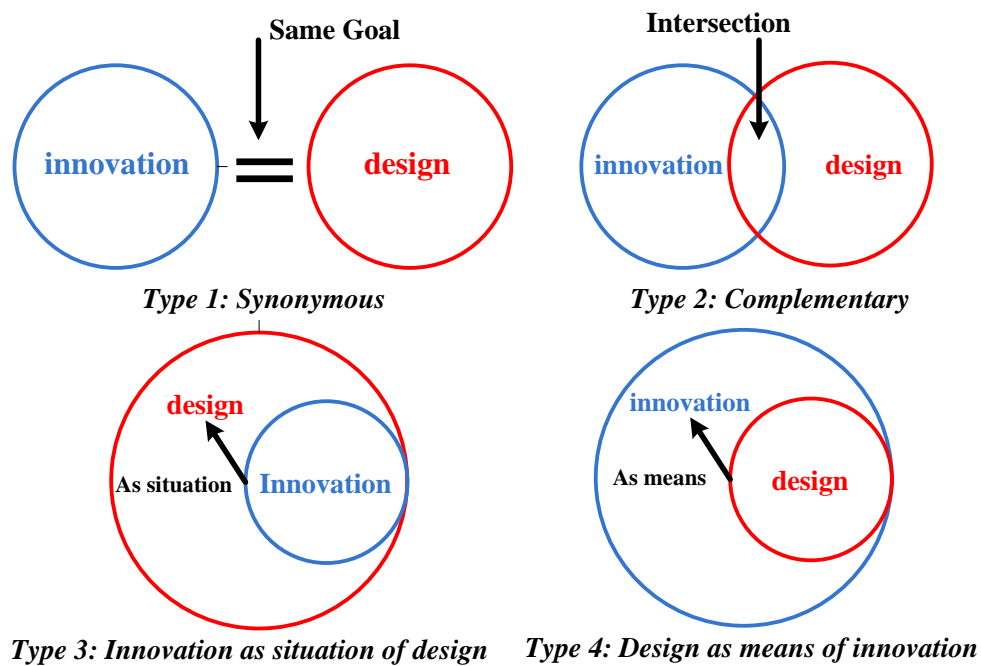 Same Goal
innovation
design
Type 1: Synonymous
Intersection
innovation
design
Type 2: Complementary
design
As situation
Innovation
Type 3: Innovation as situation of design
innovation
As means
design
Type 4: Design as means of innovation